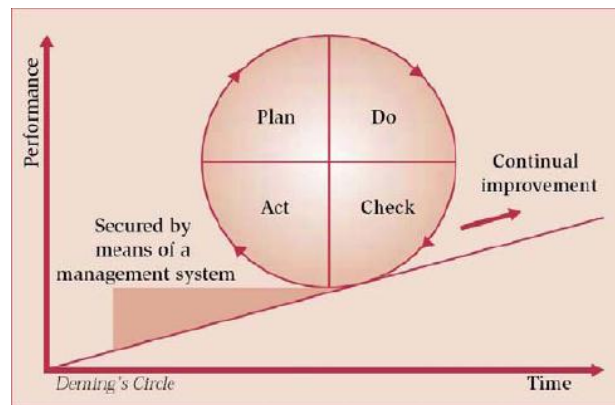 Performance
Plan
Do
Act
Check
Continual
improvement
Secured by
means of a
management system
Deming's Circle
Time